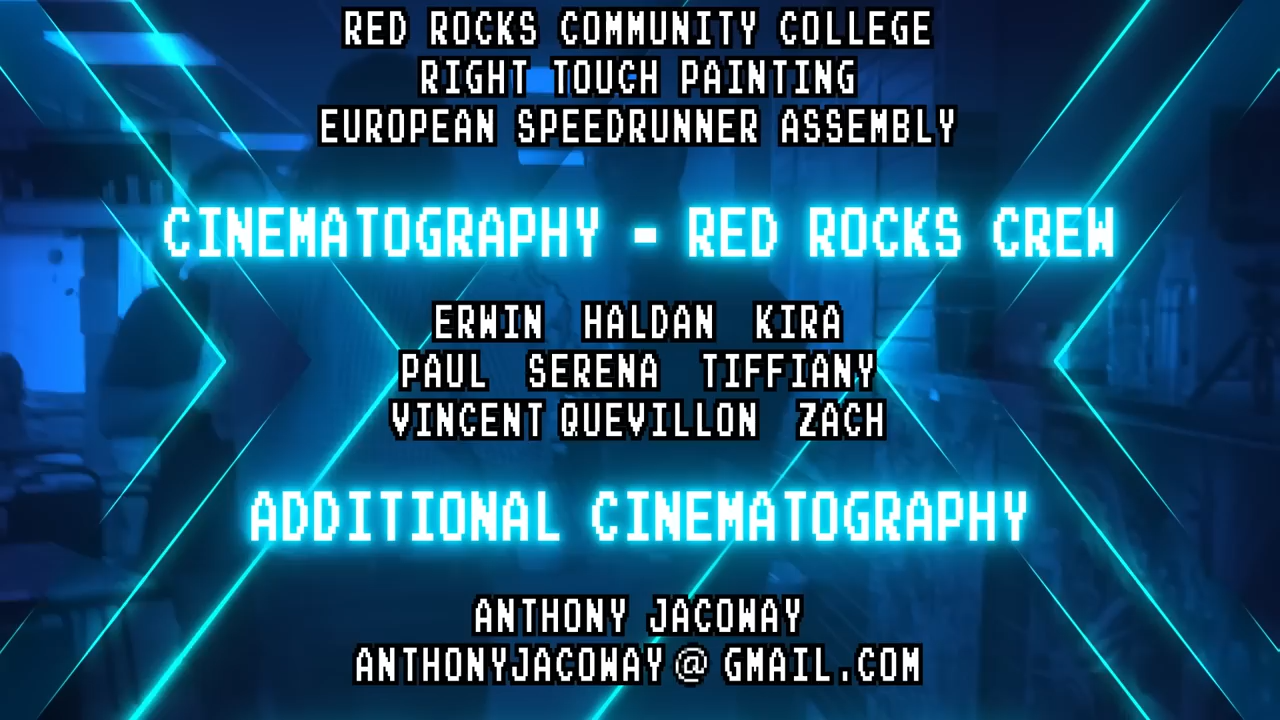 RED ROCKS COMMUNITY COLLEGE
RIGHT TOUCH PAINTING
EUROPEAN SPEEDRUNNER ASSEMBLY
CINEMATOGRAPHY - RED ROCKS CREW
ERWIN HALDAN KIRA
PAUL SERENA TIFFIANY
VINCENT QUEVILLON ZACH
ADDITIONAL CINEMATOGRAPHY
ANTHONY JACOWAY
ANTHONYJACOWAY@GMAIL.COM